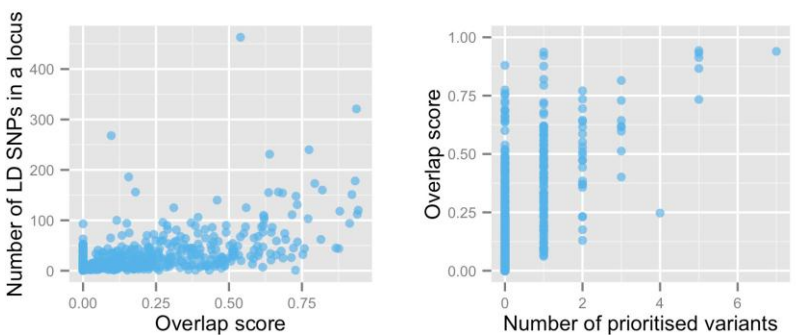 Number of LD SNPs in a locus
400
300
200
100
0
0.00 0.25 0.50 0.75
Overlap score
Overlap score
1.00
0.75
0.50
0.25
0.00
0 2 4 6
Number of prioritised variants